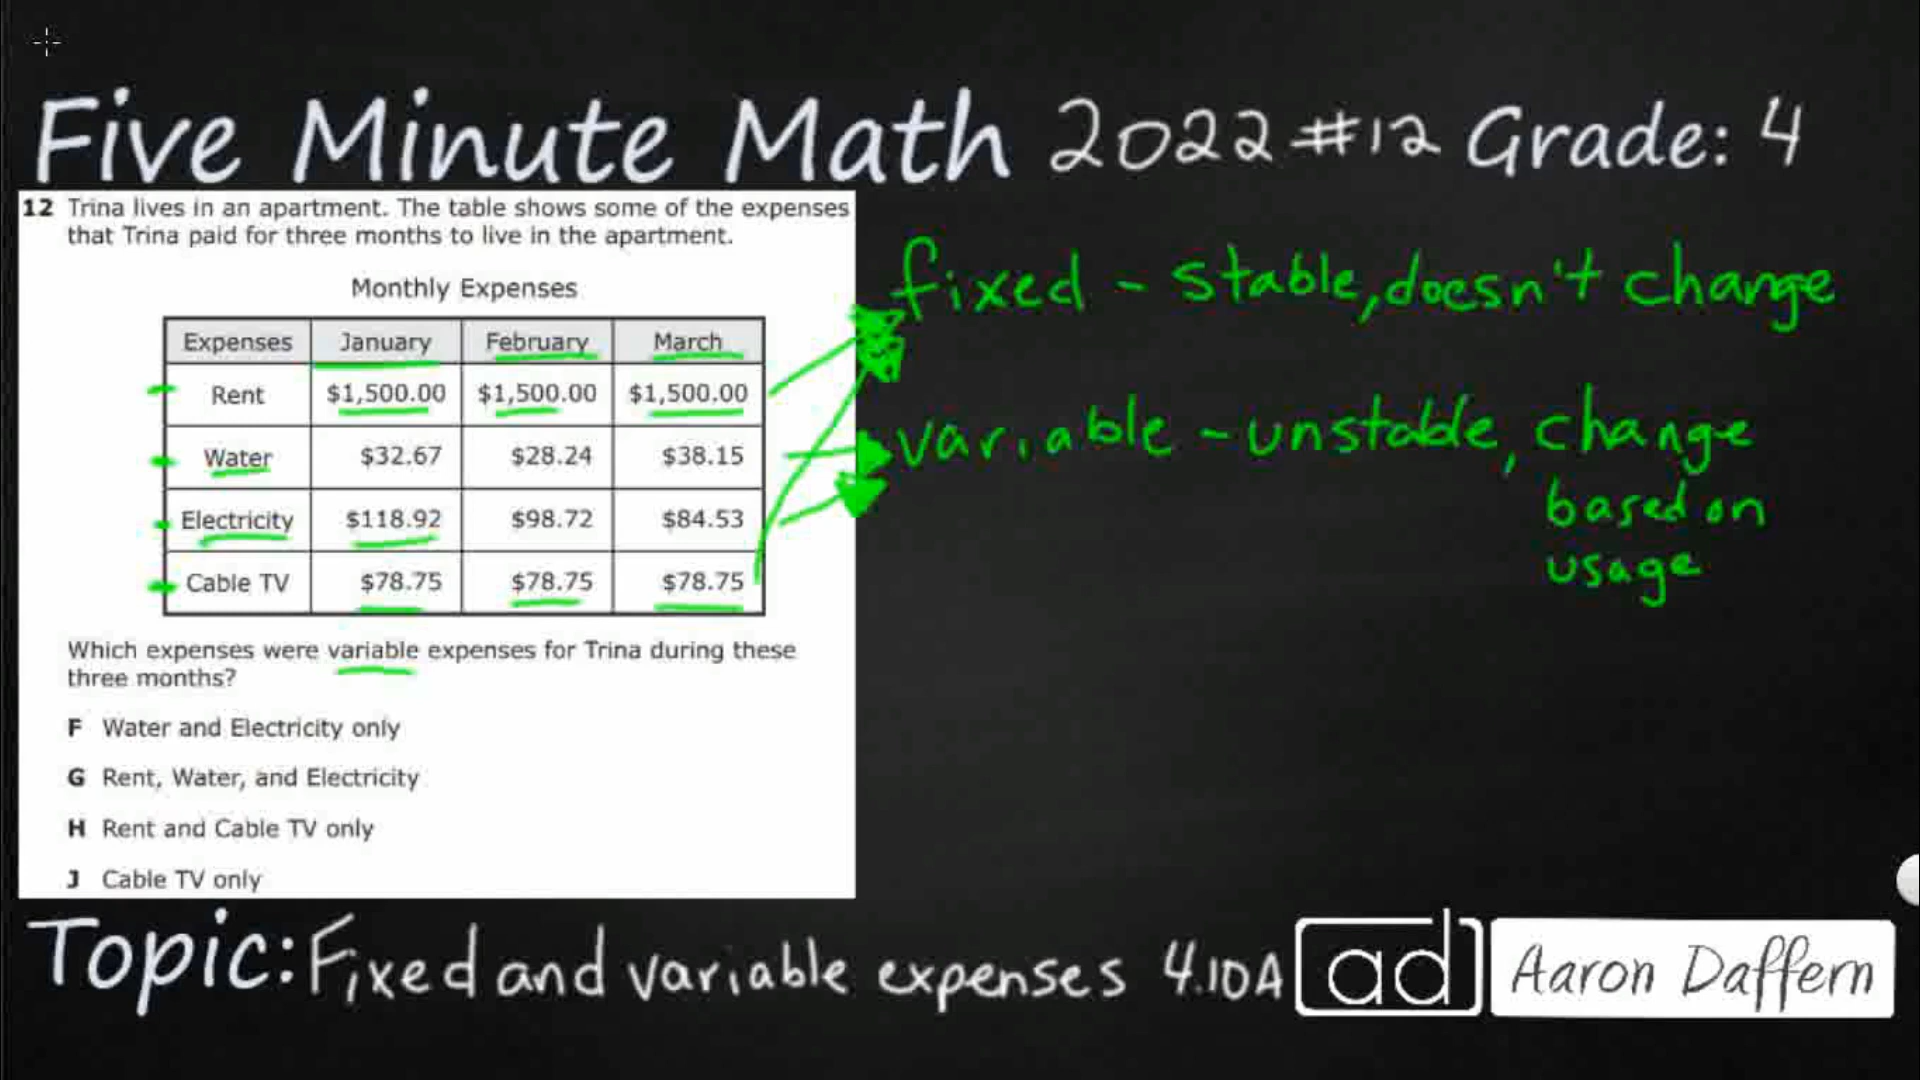 Five Minute Math 2022 #12 Grade: 4
12 Trina lives in an apartment. The table shows some of the expenses
that Trina paid for three months to live in the apartment.
Monthly Expenses
Expenses January February March
Rent $1,500.00 $1,500.00 $1,500.00
Water $32.67 $28.24 $38.15
Electricity $118.92 $98.72 $84.53
Cable TV $78.75 $78.75 $78.75
Which expenses were variable expenses for Trina during these
three months?
F Water and Electricity only
G Rent, Water, and Electricity
H Rent and Cable TV only
J Cable TV only
fixed - stable, doesn't change
variable - unstable, change
based on
usage
Topic: Fixed and variable expenses 4.10A
ad Aaron Daffern